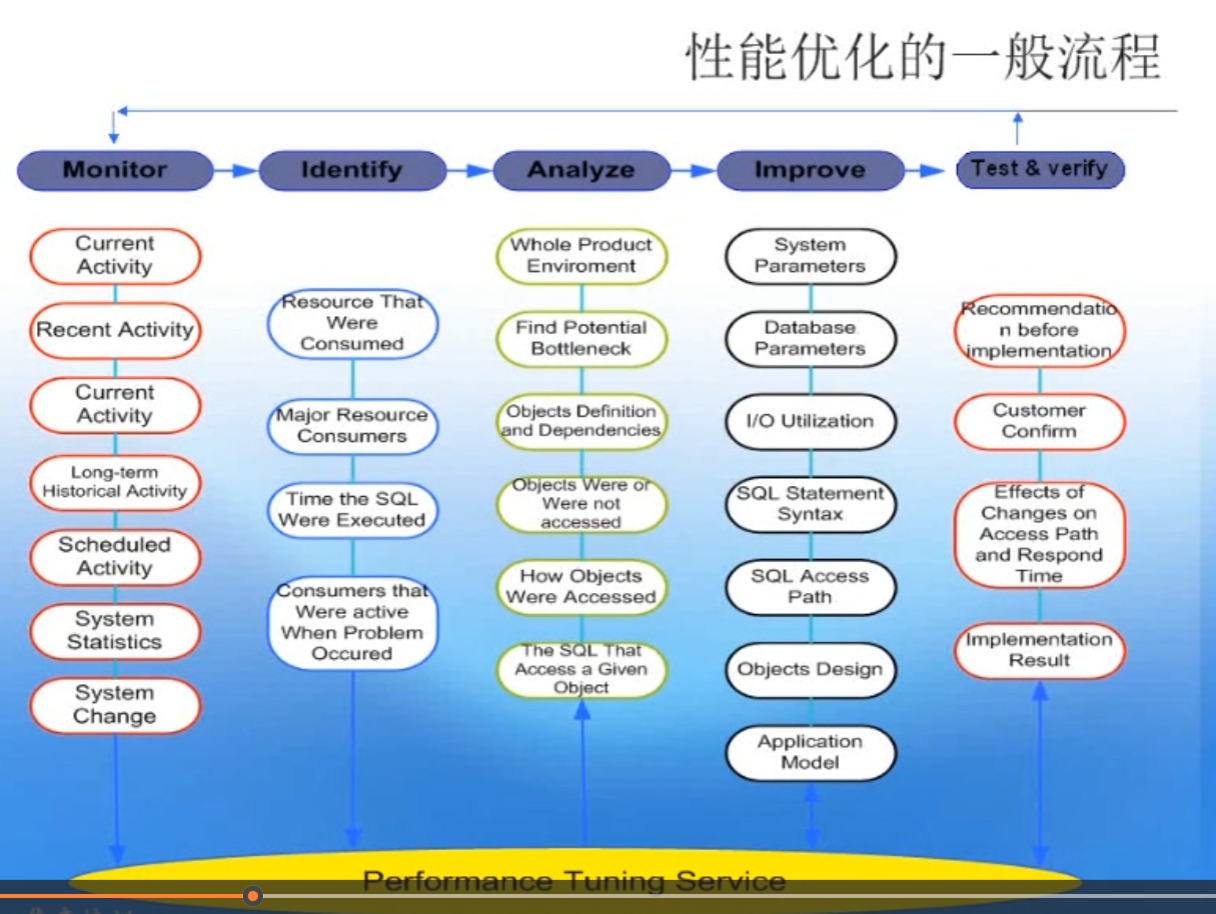 性能优化的一般流程
Monitor
Identify
Analyze
Improve
Test & verify
Current
Activity
Recent Activity
Current
Activity
Long-term
Historical Activity
Scheduled
Activity
System
Statistics
System
Change
Resource That
Were
Consumed
Major Resource
Consumers
Time the SQL
Were Executed
Consumers that
Were active
When Problem
Occured
Whole Product
Enviroment
Find Potential
Bottleneck
Objects Definition
and Dependencies
Objects Were or
Were not
accessed
How Objects
Were Accessed
The SQL That
Access a Given
Object
System
Parameters
Database
Parameters
I/O Utilization
SQL Statement
Syntax
SQL Access
Path
Objects Design
Application
Model
Recommendatio
n before
implementation
Customer
Confirm
Effects of
Changes on
Access Path
and Respond
Time
Implementation
Result
Performance Tuning Service